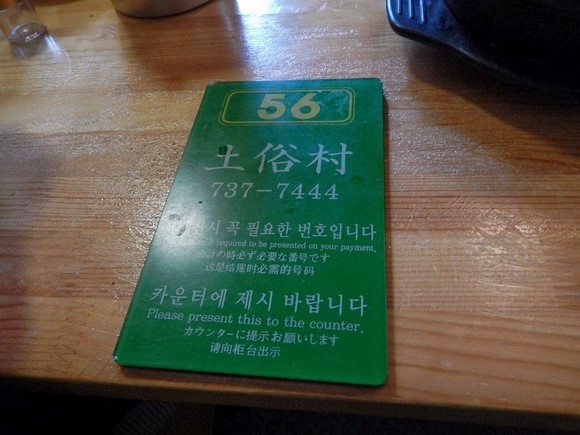 56
土俗村
737-7444
시 꼭 필요한 번호입니다
required to be presented on your payment.
会計の時必ず必要な番号です
这是结账时必需的号码
카운터에 제시 바랍니다
Please present this to the counter.
カウンターに提示お願いします
请向柜台出示